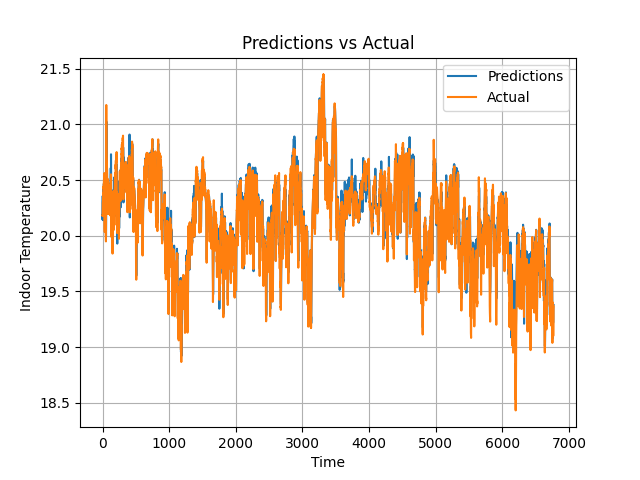 Predictions vs Actual
21.5
21.0
20.5
20.0
19.5
19.0
18.5
Indoor Temperature
Predictions
Actual
0 1000 2000 3000 4000 5000 6000 7000
Time